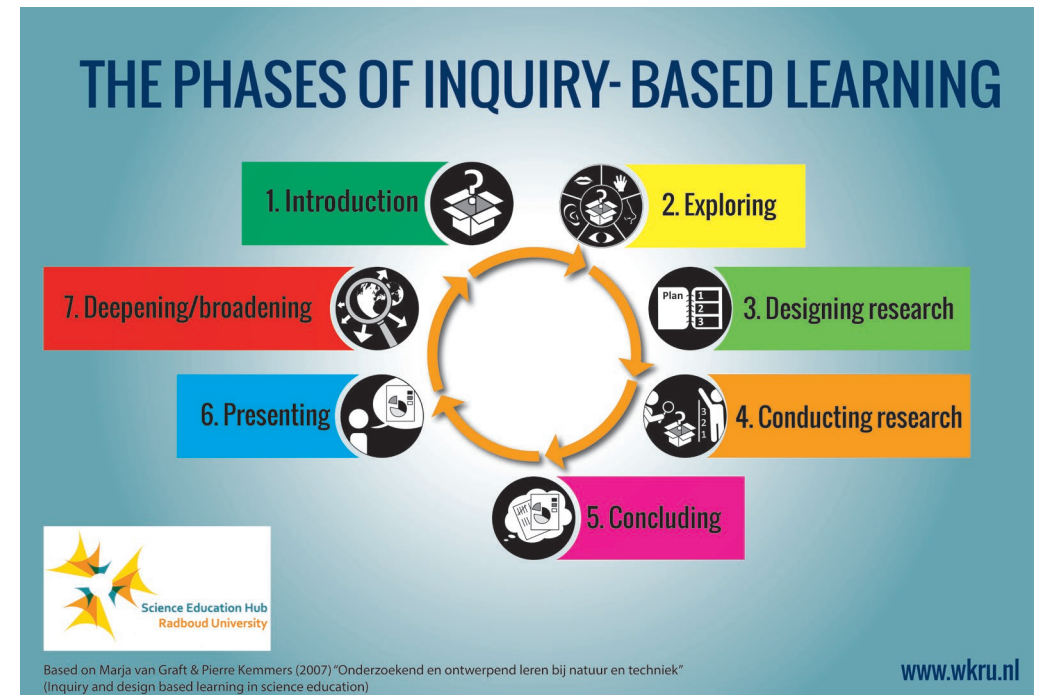 THE PHASES OF INQUIRY- BASED LEARNING
1. Introduction
2. Exploring
Plan
1
2
3
3. Designing research
3
2
1
4. Conducting research
5. Concluding
6. Presenting
7. Deepening/broadening
Science Education Hub
Radboud University
Based on Marja van Graft & Pierre Kemmers (2007) “Onderzoekend en ontwerpend leren bij natuur en techniek”
(Inquiry and design based learning in science education)
www.wkru.nl